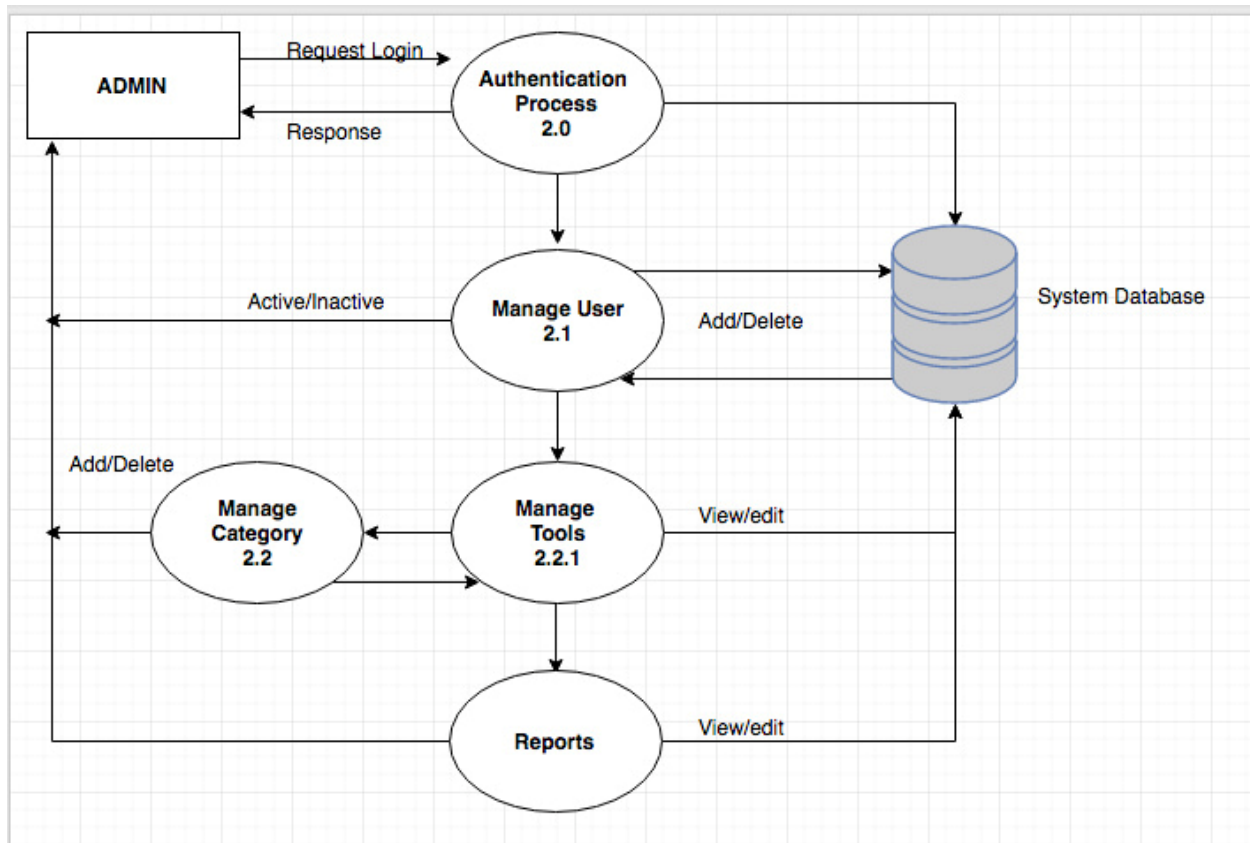 Request Login
ADMIN
Authentication
Process
2.0
Response
Active/Inactive
Manage User
2.1
Add/Delete
System Database
Add/Delete
Manage
Category
2.2
Manage
Tools
2.2.1
View/edit
Reports
View/edit